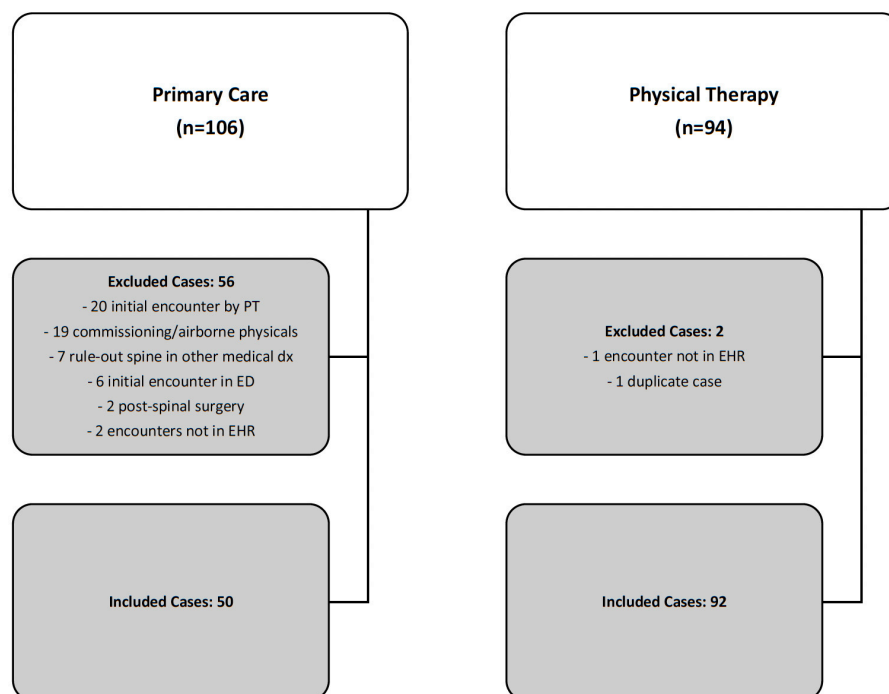 Primary Care
(n=106)
Excluded Cases: 56
- 20 initial encounter by PT
- 19 commissioning/airborne physicals
- 7 rule-out spine in other medical dx
- 6 initial encounter in ED
- 2 post-spinal surgery
- 2 encounters not in EHR
Included Cases: 50
Physical Therapy
(n=94)
Excluded Cases: 2
- 1 encounter not in EHR
- 1 duplicate case
Included Cases: 92